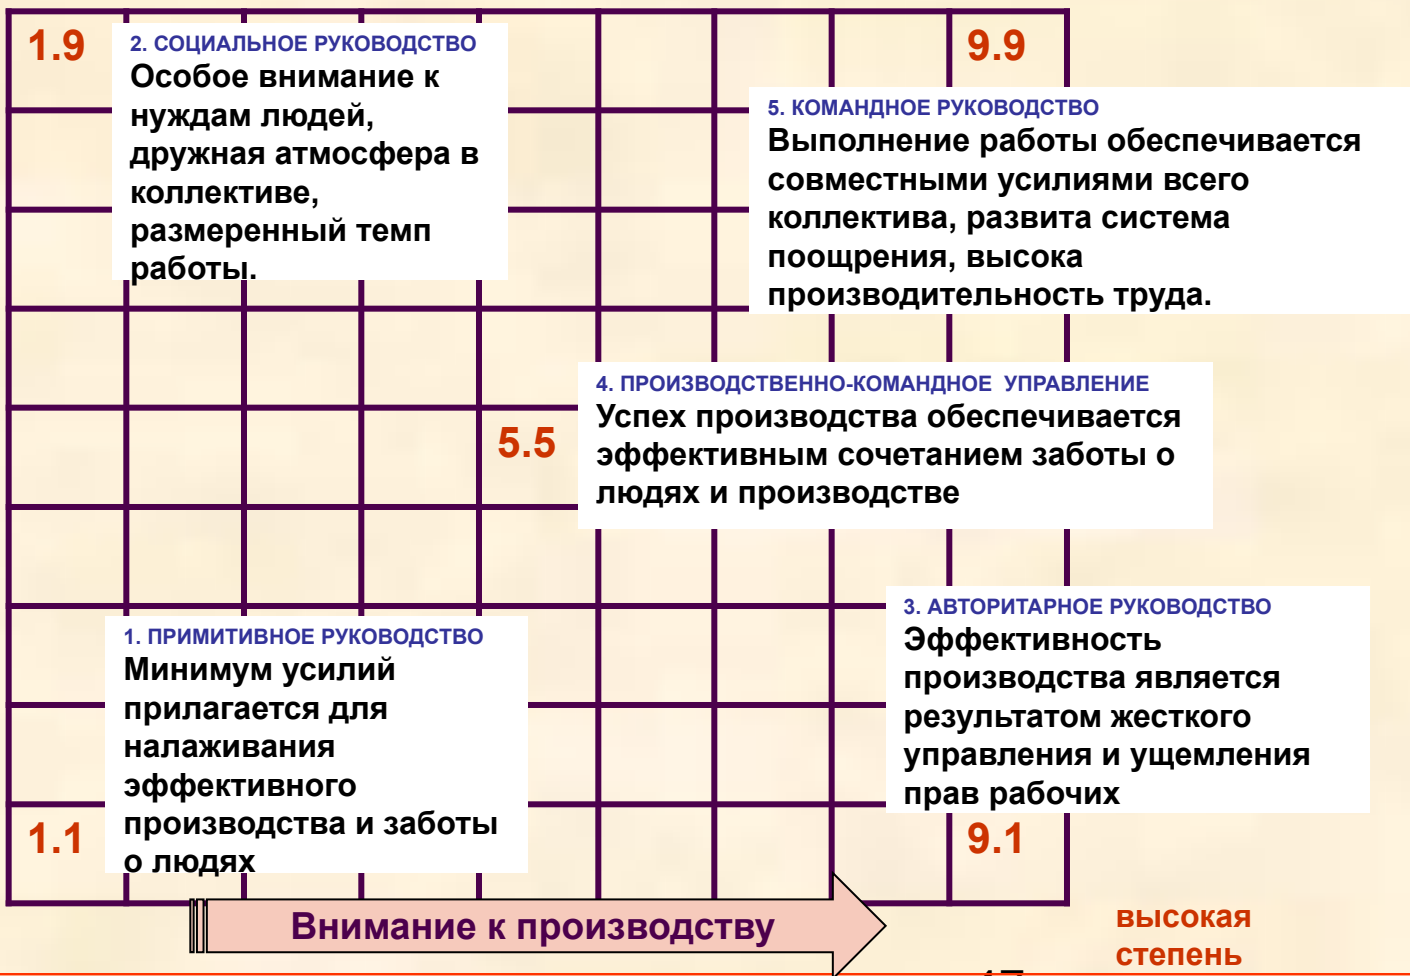 1.9
2. СОЦИАЛЬНОЕ РУКОВОДСТВО
Особое внимание к
нуждам людей,
дружная атмосфера в
коллективе,
размеренный темп
работы.
9.9
5. КОМАНДНОЕ РУКОВОДСТВО
Выполнение работы обеспечивается
совместными усилиями всего
коллектива, развита система
поощрения, высока
производительность труда.
5.5
4. ПРОИЗВОДСТВЕННО-КОМАНДНОЕ УПРАВЛЕНИЕ
Успех производства обеспечивается
эффективным сочетанием заботы о
людях и производстве
1. ПРИМИТИВНОЕ РУКОВОДСТВО
Минимум усилий
прилагается для
налаживания
эффективного
производства и заботы
о людях
1.1
3. АВТОРИТАРНОЕ РУКОВОДСТВО
Эффективность
производства является
результатом жесткого
управления и ущемления
прав рабочих
9.1
Внимание к производству
высокая
степень